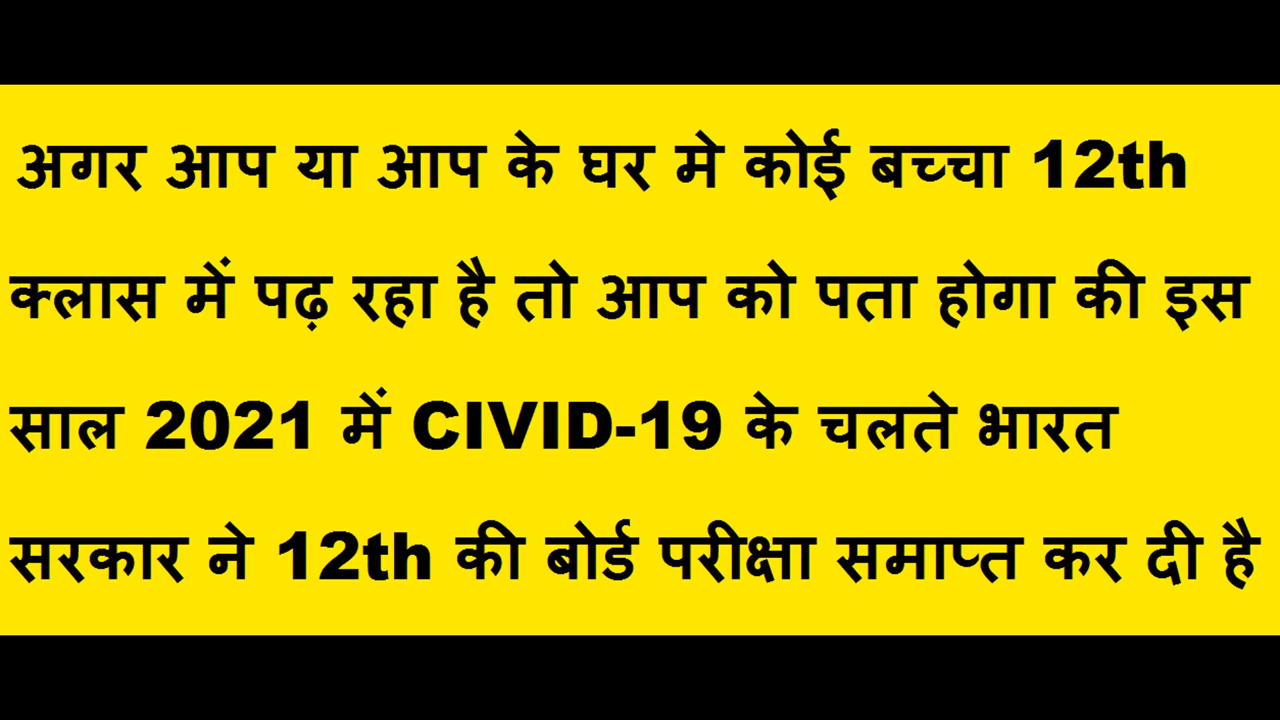 अगर आप या आप के घर मे कोई बच्चा 12th
क्लास में पढ़ रहा है तो आप को पता होगा की इस
साल 2021 में CIVID-19 के चलते भारत
सरकार ने 12th की बोर्ड परीक्षा समाप्त कर दी है